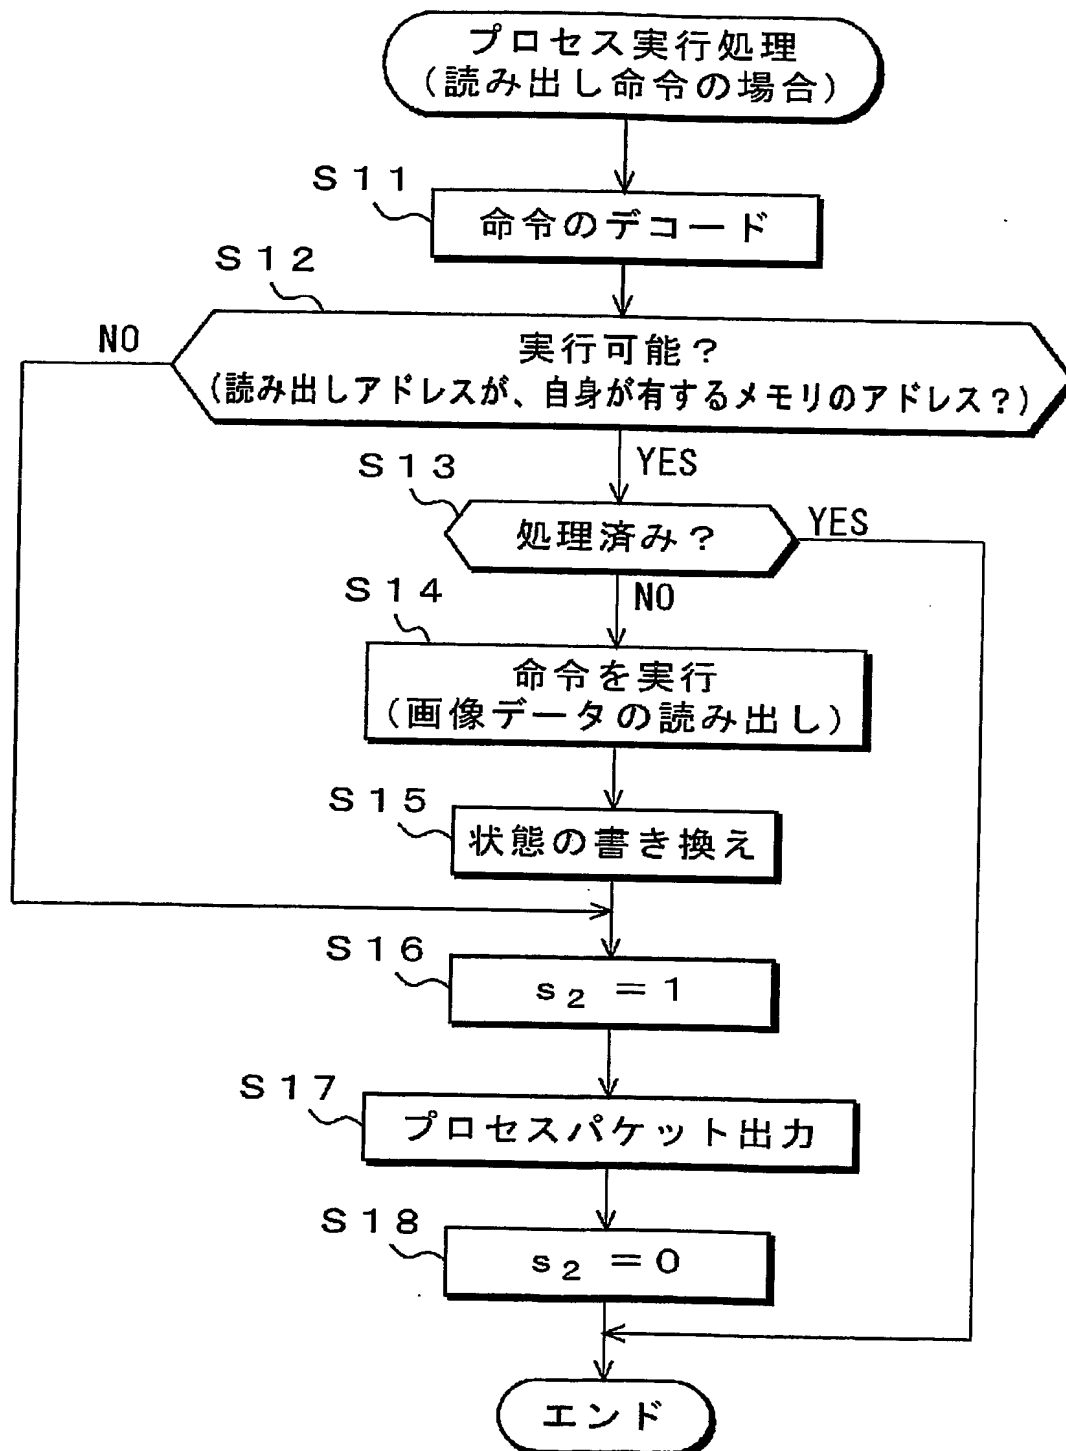 プロセス実行処理
(読み出し命令の場合)
S11
命令のデコード
S12
NO
実行可能?
(読み出しアドレスが、自身が有するメモリのアドレス?)
YES
S13
処理済み?
YES
S14
NO
命令を実行
(画像データの読み出し)
S15
状態の書き換え
S16
s₂ =1
S17
プロセスパケット出力
S18
s₂ =0
エンド